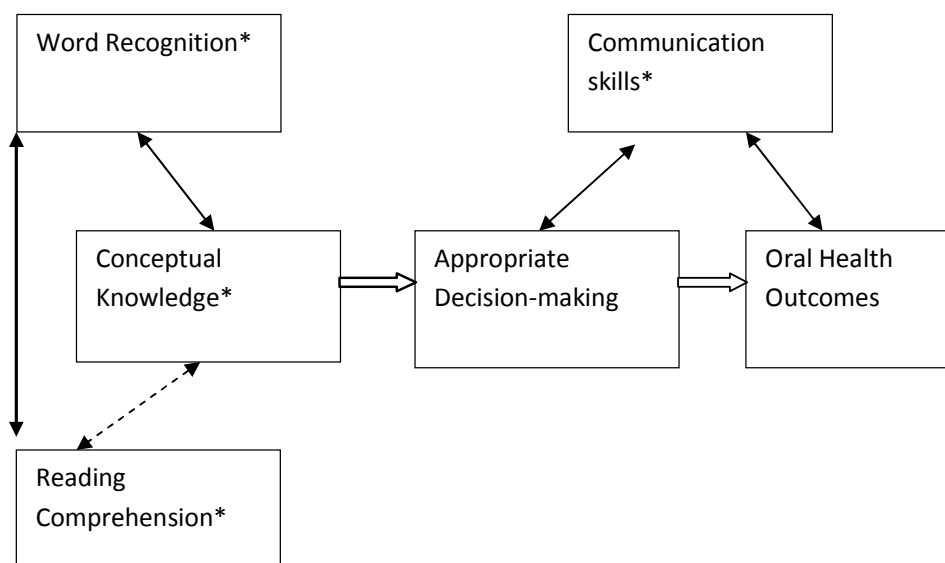 Word Recognition*
Communication
skills*
Conceptual
Knowledge*
Appropriate
Decision-making
Oral Health
Outcomes
Reading
Comprehension*